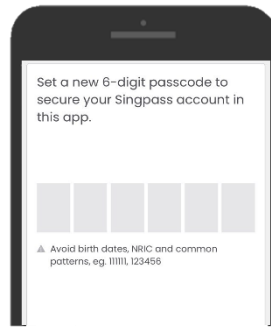 Set a new 6-digit passcode to
secure your Singpass account in
this app.
Avoid birth dates, NRIC and common
patterns, eg. 111111, 123456